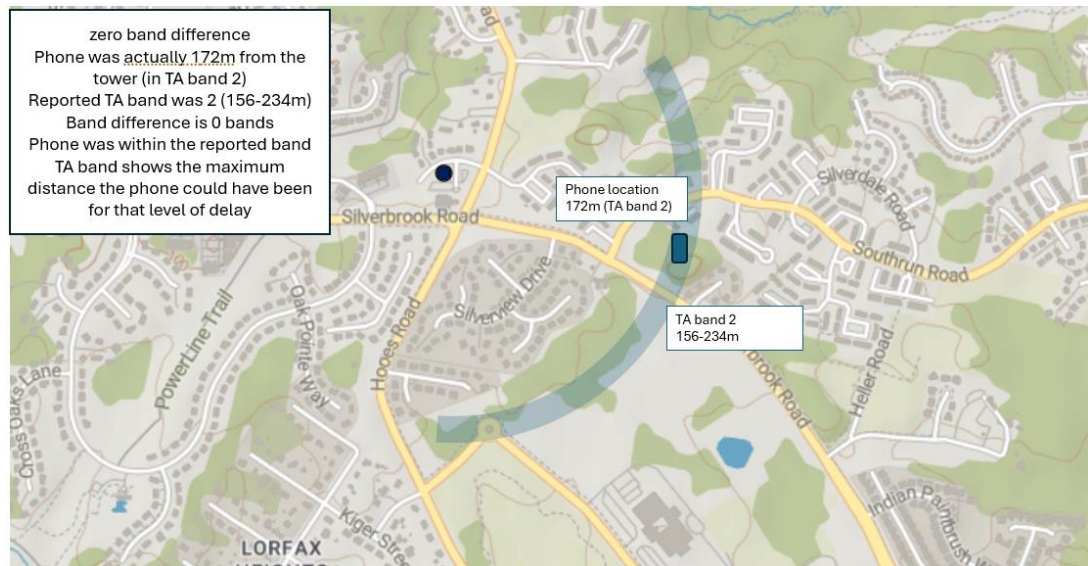 zero band difference
Phone was actually 172m from the
tower (in TA band 2)
Reported TA band was 2 (156-234m)
Band difference is 0 bands
Phone was within the reported band
TA band shows the maximum
distance the phone could have been
for that level of delay
ad
Phone location
172m (TA band 2)
Silverbrook Road
Silverdale Road
Southrun Road
Silverview Drive
TA band 2
156-234m
brook Road
Heller Road
Hooes Road
Oak Pointe Way
PowerLine Trail
Cross Oaks Lane
Indian Paintbrush W
Kiger Stree
LORFAX
HEIGHTS